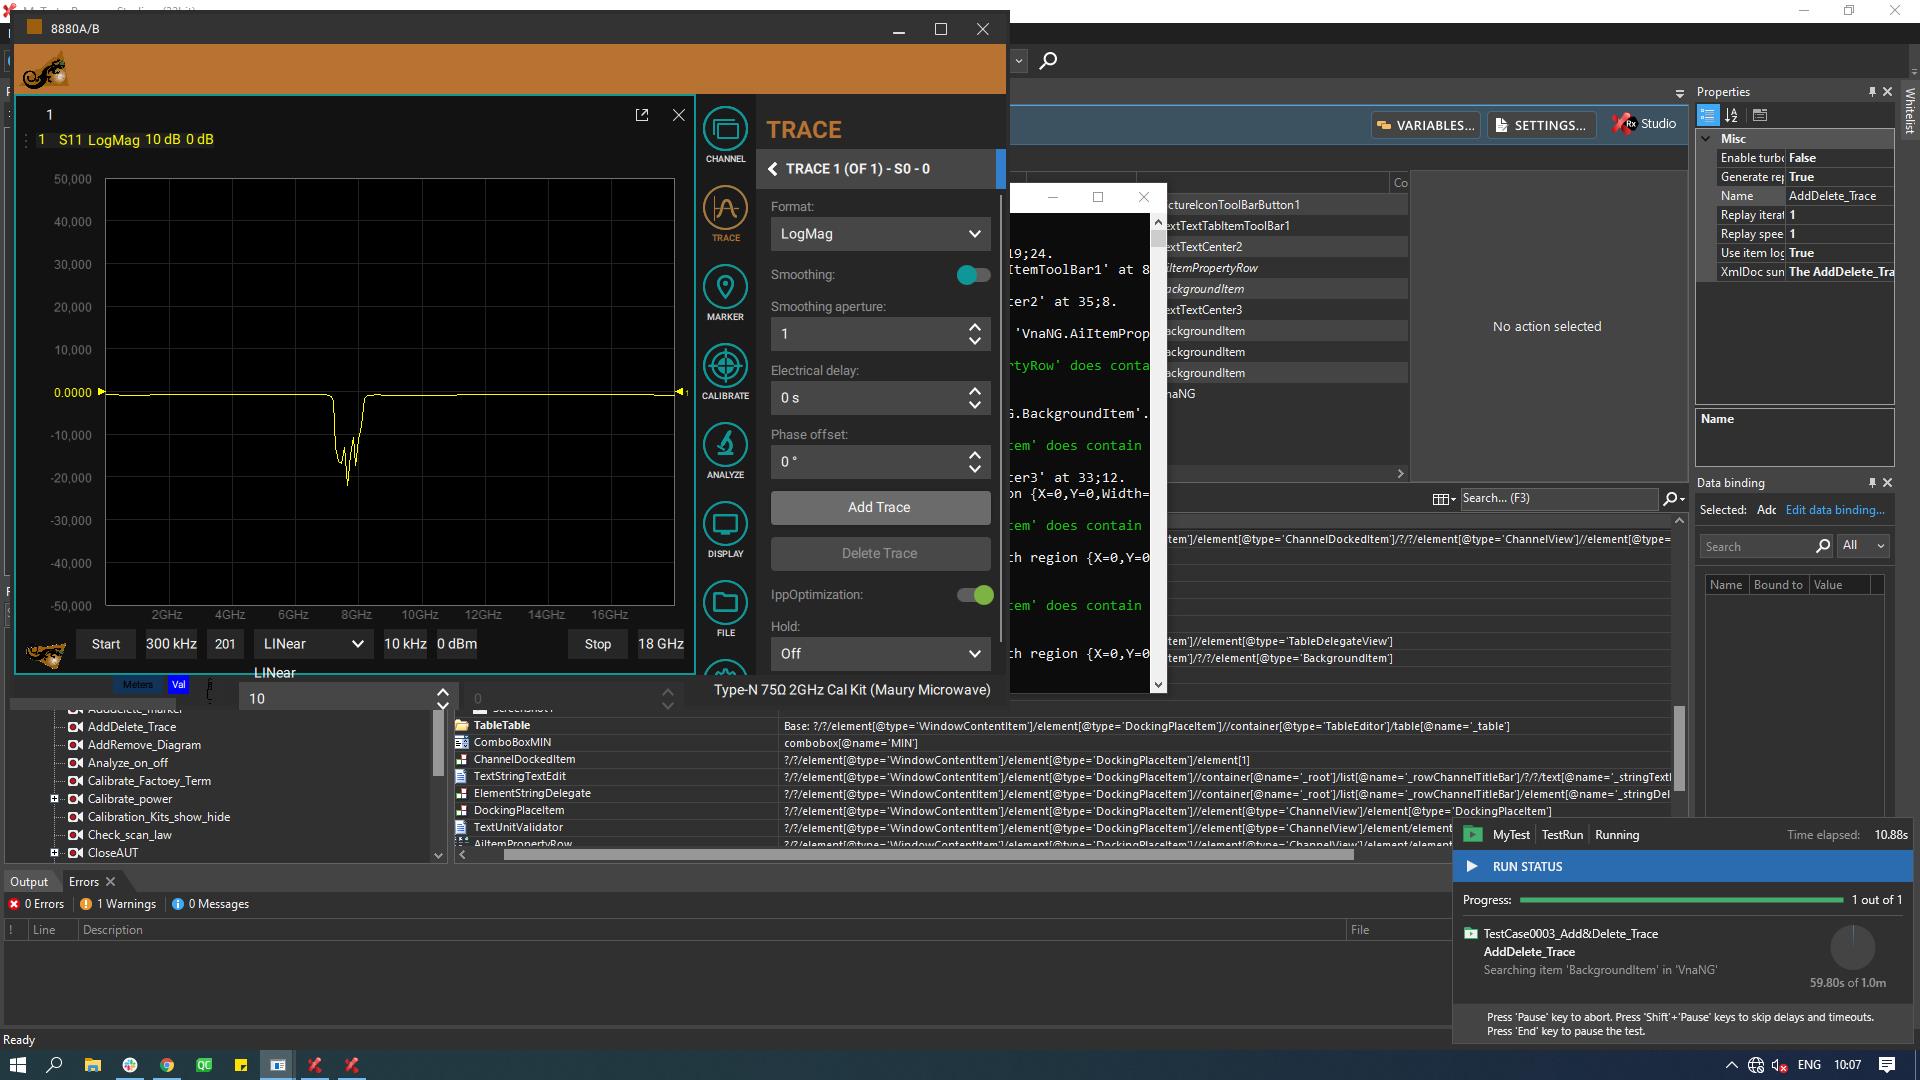 8880A/B
1
1 S11 LogMag 10 dB 0 dB
50,000
40,000
30,000
20,000
10,000
0.0000
-10,000
-20,000
-30,000
-40,000
-50,000
1
2GHz 4GHz 6GHz 8GHz 10GHz 12GHz 14GHz 16GHz
Start 300 kHz 201 LINear 10 kHz 0 dBm Stop 18 GHz
LINear
Meters Val
10
0
Type-N 75Ω 2GHz Cal Kit (Maury Microwave)
CHANNEL
TRACE
MARKER
CALIBRATE
ANALYZE
DISPLAY
FILE
TRACE
TRACE 1 (OF 1) - S0 - 0
Format:
LogMag
Smoothing:
Smoothing aperture:
1
Electrical delay:
0 s
Phase offset:
0 °
Add Trace
Delete Trace
IppOptimization:
Hold:
Off
19;24.
ItemToolBar1' at 8
ter2' at 35;8.
'VnaNG.AiItemProp
rtyRow' does conta
G.BackgroundItem'.
tem' does contain
ter3' at 33;12.
on {X=0,Y=0,Width=
tem' does contain
ch region {X=0,Y=0
tem' does contain
ch region {X=0,Y=0
VARIABLES... SETTINGS... Rx Studio
Co
ctureIconToolBarButton1
extTextTabItemToolBar1
extTextCenter2
iItemPropertyRow
ackgroundItem
extTextCenter3
ackgroundItem
ackgroundItem
ackgroundItem
naNG
No action selected
Search... (F3)
tem']/element[@type='ChannelDockedItem']/?/?/element[@type='ChannelView']//element[@type=
tem']//element[@type='TableDelegateView']
tem']/?/?/element[@type='BackgroundItem']
TableTable Base: ?/?/element[@type='WindowContentItem']/element[@type='DockingPlaceItem']//container[@type='TableEditor']/table[@name='_table']
ComboBoxMIN combobox[@name='MIN']
ChannelDockedItem ?/?/element[@type='WindowContentItem']/element[@type='DockingPlaceItem']/element[1]
TextStringTextEdit ?/?/element[@type='WindowContentItem']/element[@type='DockingPlaceItem']//container[@name='_root']/list[@name='_rowChannelTitleBar']/?/?/text[@name='_stringTextI
ElementStringDelegate ?/?/element[@type='WindowContentItem']/element[@type='DockingPlaceItem']//container[@name='_root']/list[@name='_rowChannelTitleBar']/element[@name='_stringDel
DockingPlaceItem ?/?/element[@type='WindowContentItem']/element[@type='DockingPlaceItem']/element[@type='ChannelView']/element[@type='DockingPlaceItem']
TextUnitValidator ?/?/element[@type='WindowContentItem']/element[@type='DockingPlaceItem']/element[@type='ChannelView']/element/element
AiItemPropertyRow
AddDelete_Trace
AddRemove_Diagram
Analyze_on_off
Calibrate_Factoey_Term
Calibrate_power
Calibration_Kits_show_hide
Check_scan_law
CloseAUT
Properties
Whitelist
Misc
Enable turbo False
Generate rep True
Name AddDelete_Trace
Replay iterat 1
Replay spee 1
Use item log True
XmlDoc sum The AddDelete_Tra
Name
Data binding
Selected: Adc Edit data binding...
Search All
Name Bound to Value
Output Errors
0 Errors 1 Warnings 0 Messages
! Line Description File
MyTest TestRun Running Time elapsed: 10.88s
RUN STATUS
Progress: 1 out of 1
TestCase0003_Add&Delete_Trace
AddDelete_Trace
Searching item 'BackgroundItem' in 'VnaNG'
59.80s of 1.0m
Press 'Pause' key to abort. Press 'Shift'+'Pause' keys to skip delays and timeouts.
Press 'End' key to pause the test.
Ready
ENG 10:07